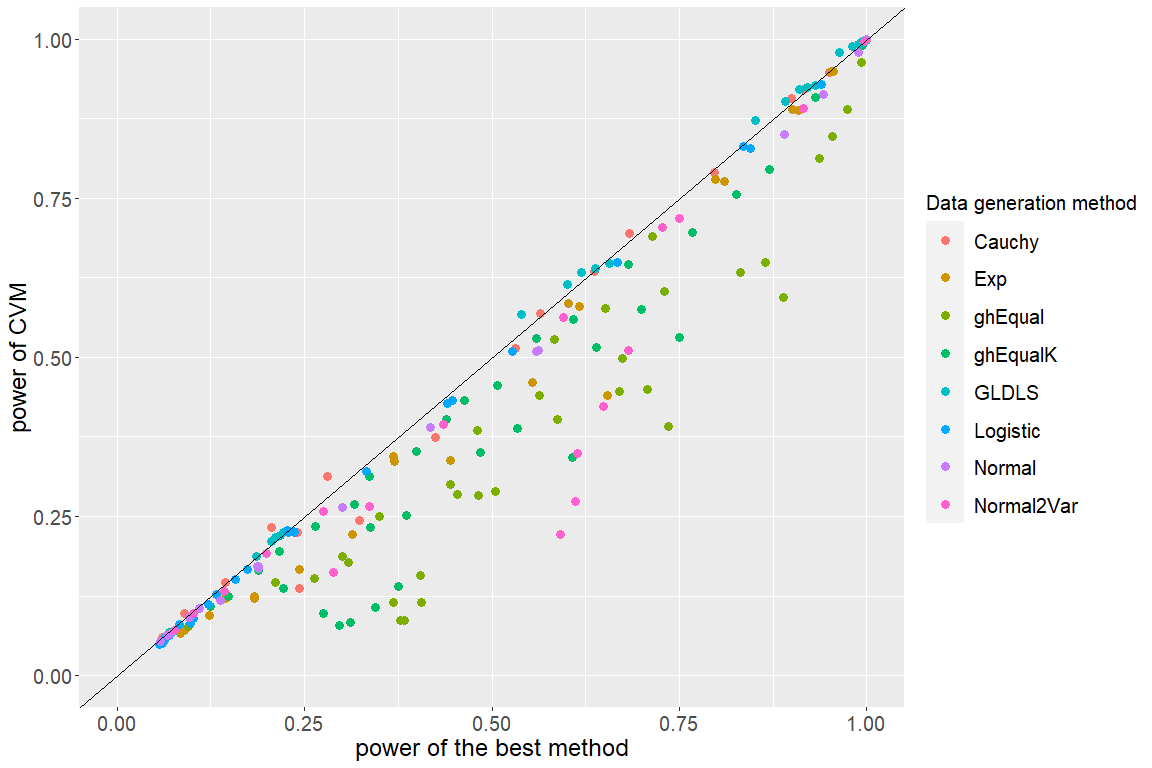 1.00
0.75
0.50
0.25
0.00
power of CVM
0.00 0.25 0.50 0.75 1.00
power of the best method
Data generation method
Cauchy
Exp
ghEqual
ghEqualK
GLDLS
Logistic
Normal
Normal2Var